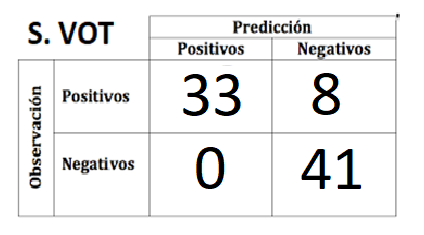 S. VOT
Predicción
Positivos Negativos
Observación
Positivos 33 8
Negativos 0 41